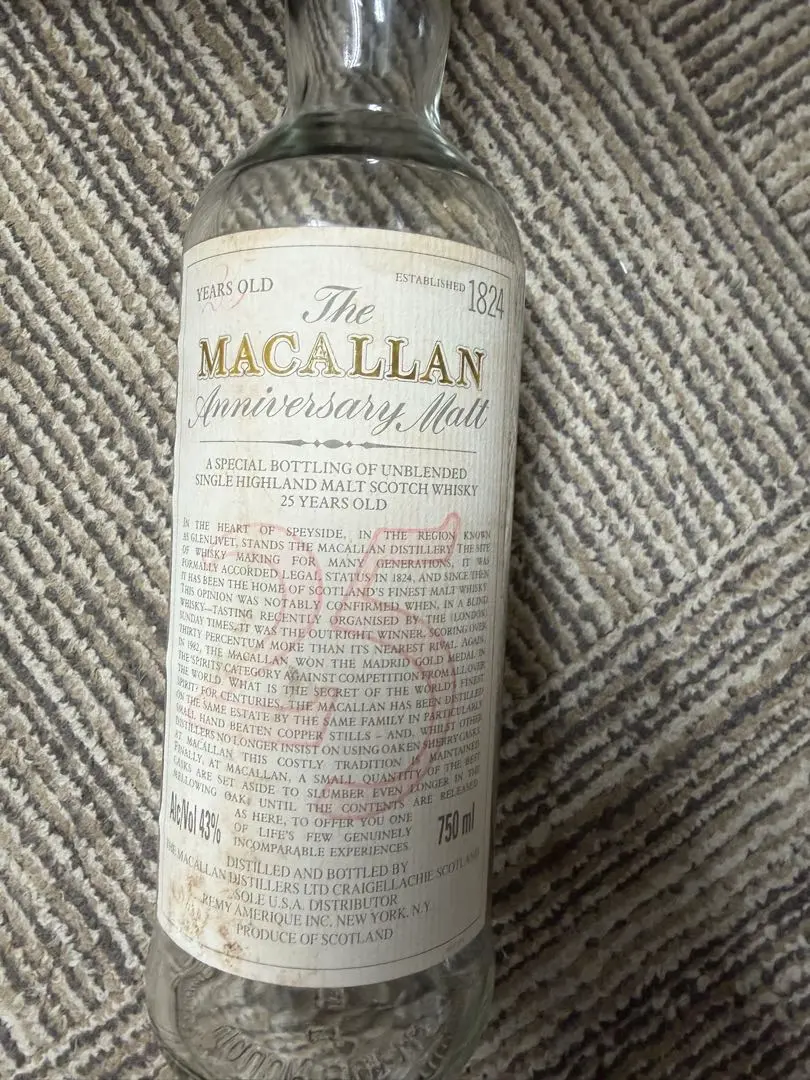 25
YEARS OLD
ESTABLISHED 1824
The
MACALLAN
Anniversary Malt
A SPECIAL BOTTLING OF UNBLENDED
SINGLE HIGHLAND MALT SCOTCH WHISKY
25 YEARS OLD
25
IN THE HEART OF SPEYSIDE, IN THE REGION KNOWN
AS GLENLIVET, STANDS THE MACALLAN DISTILLERY. THE SITE
OF WHISKY MAKING FOR MANY GENERATIONS, IT WAS
FORMALLY ACCORDED LEGAL STATUS IN 1824, AND SINCE THEN
IT HAS BEEN THE HOME OF SCOTLAND'S FINEST MALT WHISKY.
THIS OPINION WAS NOTABLY CONFIRMED WHEN, IN A BLIND
WHISKY-TASTING RECENTLY ORGANISED BY THE (LONDON)
SUNDAY TIMES, IT WAS THE OUTRIGHT WINNER, SCORING OVER
THIRTY PERCENTUM MORE THAN ITS NEAREST RIVAL. AGAIN,
IN 1982, THE MACALLAN WON THE MADRID GOLD MEDAL IN
THE 'SPIRITS' CATEGORY AGAINST COMPETITION FROM ALL OVER
THE WORLD. WHAT IS THE SECRET OF THE WORLD'S FINEST
SPIRIT? FOR CENTURIES, THE MACALLAN HAS BEEN DISTILLED
ON THE SAME ESTATE BY THE SAME FAMILY IN PARTICULARLY
SMALL HAND BEATEN COPPER STILLS – AND, WHILST OTHER
DISTILLERS NO LONGER INSIST ON USING OAKEN SHERRY CASKS
AT MACALLAN THIS COSTLY TRADITION IS MAINTAINED.
FINALLY, AT MACALLAN, A SMALL QUANTITY OF THE BEST
CASKS ARE SET ASIDE TO SLUMBER EVEN LONGER IN THE
MELLOWING OAK, UNTIL THE CONTENTS ARE RELEASED
AS HERE, TO OFFER YOU ONE
OF LIFE'S FEW GENUINELY
INCOMPARABLE EXPERIENCES.
Alc/Vol 43%
750 ml
DISTILLED AND BOTTLED BY
THE MACALLAN DISTILLERS LTD CRAIGELLACHIE SCOTLAND
SOLE U.S.A. DISTRIBUTOR
REMY AMERIQUE INC. NEW YORK. N.Y.
PRODUCE OF SCOTLAND